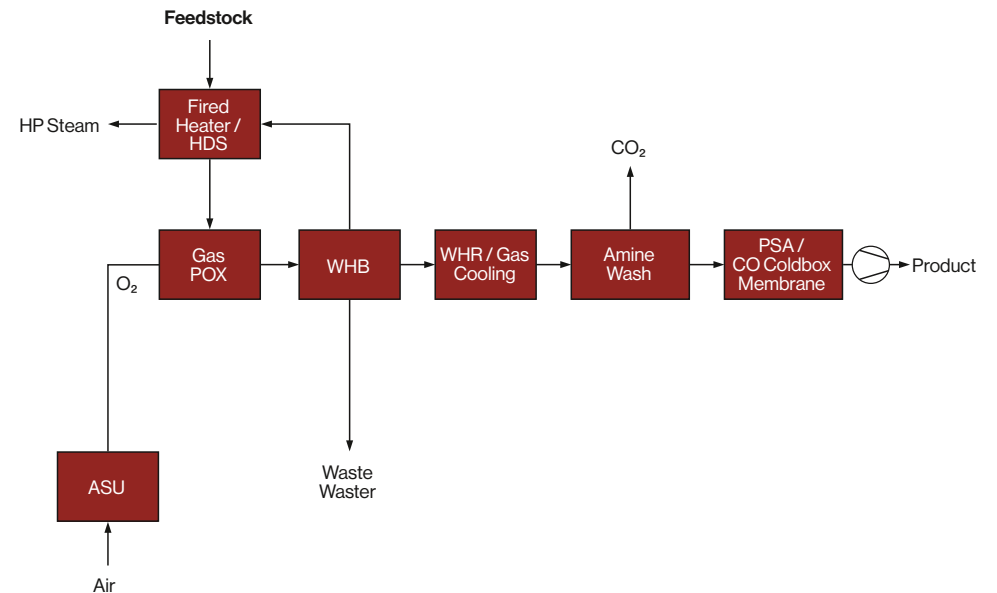 Feedstock
HP Steam
Fired
Heater /
HDS
CO₂
Gas
POX
WHB
WHR / Gas
Cooling
Amine
Wash
PSA /
CO Coldbox
Membrane
Product
O₂
Waste
Waster
ASU
Air